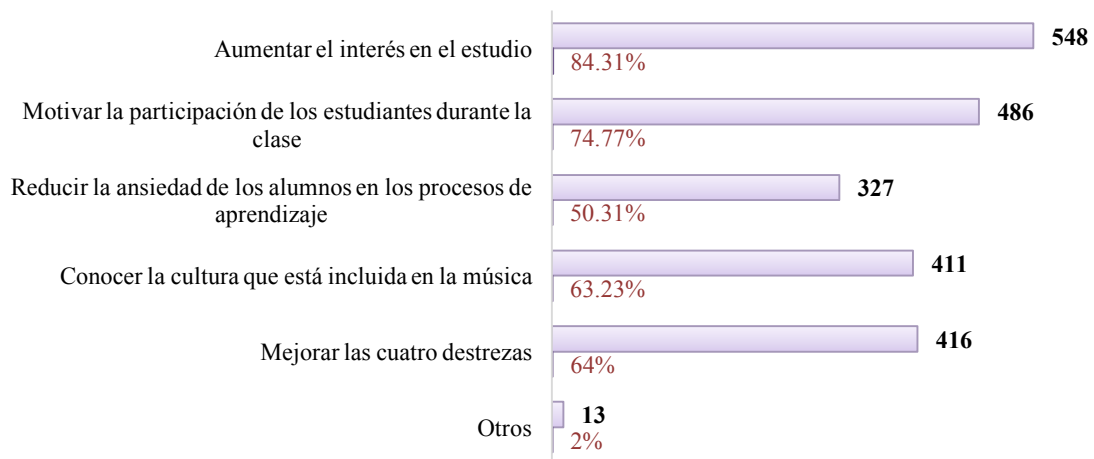 Aumentar el interés en el estudio
548
84.31%
Motivar la participación de los estudiantes durante la
clase
486
74.77%
Reducir la ansiedad de los alumnos en los procesos de
aprendizaje
327
50.31%
Conocer la cultura que está incluida en la música
411
63.23%
Mejorar las cuatro destrezas
416
64%
Otros
13
2%